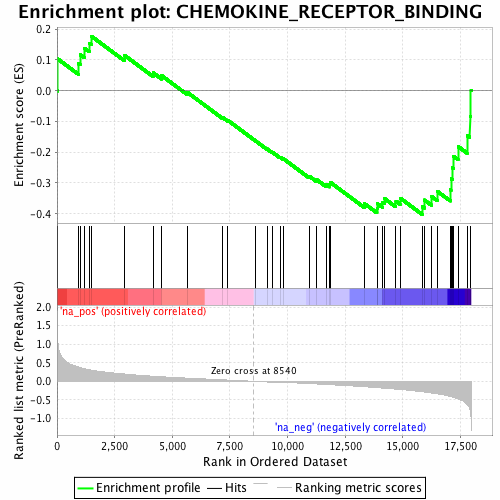 Enrichment plot: CHEMOKINE_RECEPTOR_BINDING
Enrichment score (ES)
0.2
0.1
0.0
-0.1
-0.2
-0.3
-0.4
'na_pos' (positively correlated)
Ranked list metric (PreRanked)
2.0
1.5
1.0
0.5
0.0
-0.5
-1.0
Zero cross at 8540
'na_neg' (negatively correlated)
0 2,500 5,000 7,500 10,000 12,500 15,000 17,500
Rank in Ordered Dataset
Enrichment profile Hits Ranking metric scores